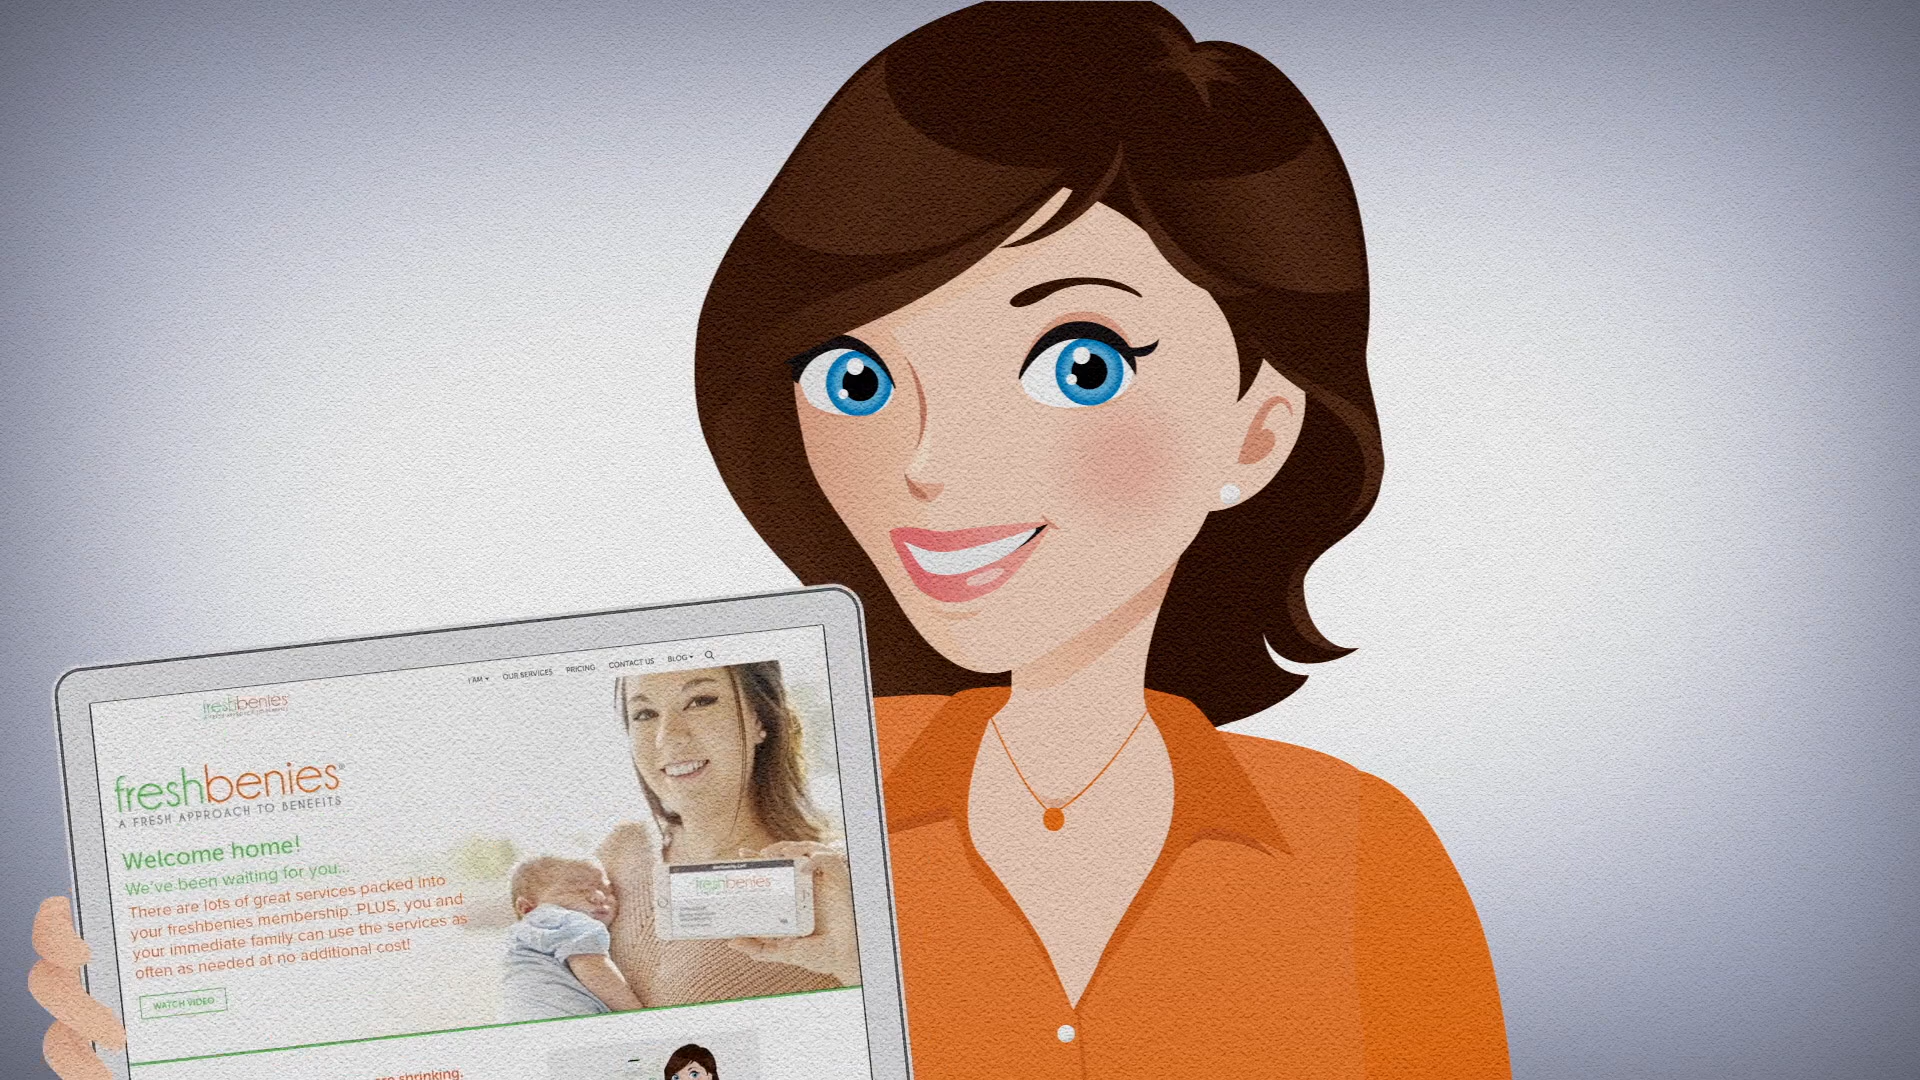 I AM OUR SERVICES PRICING CONTACT US BLOG
freshbenies
freshbenies®
A FRESH APPROACH TO BENEFITS
Welcome home!
We've been waiting for you...
There are lots of great services packed into
your freshbenies membership. PLUS, you and
your immediate family can use the services as
often as needed at no additional cost!
WATCH VIDEO
freshbenies
shrinking.